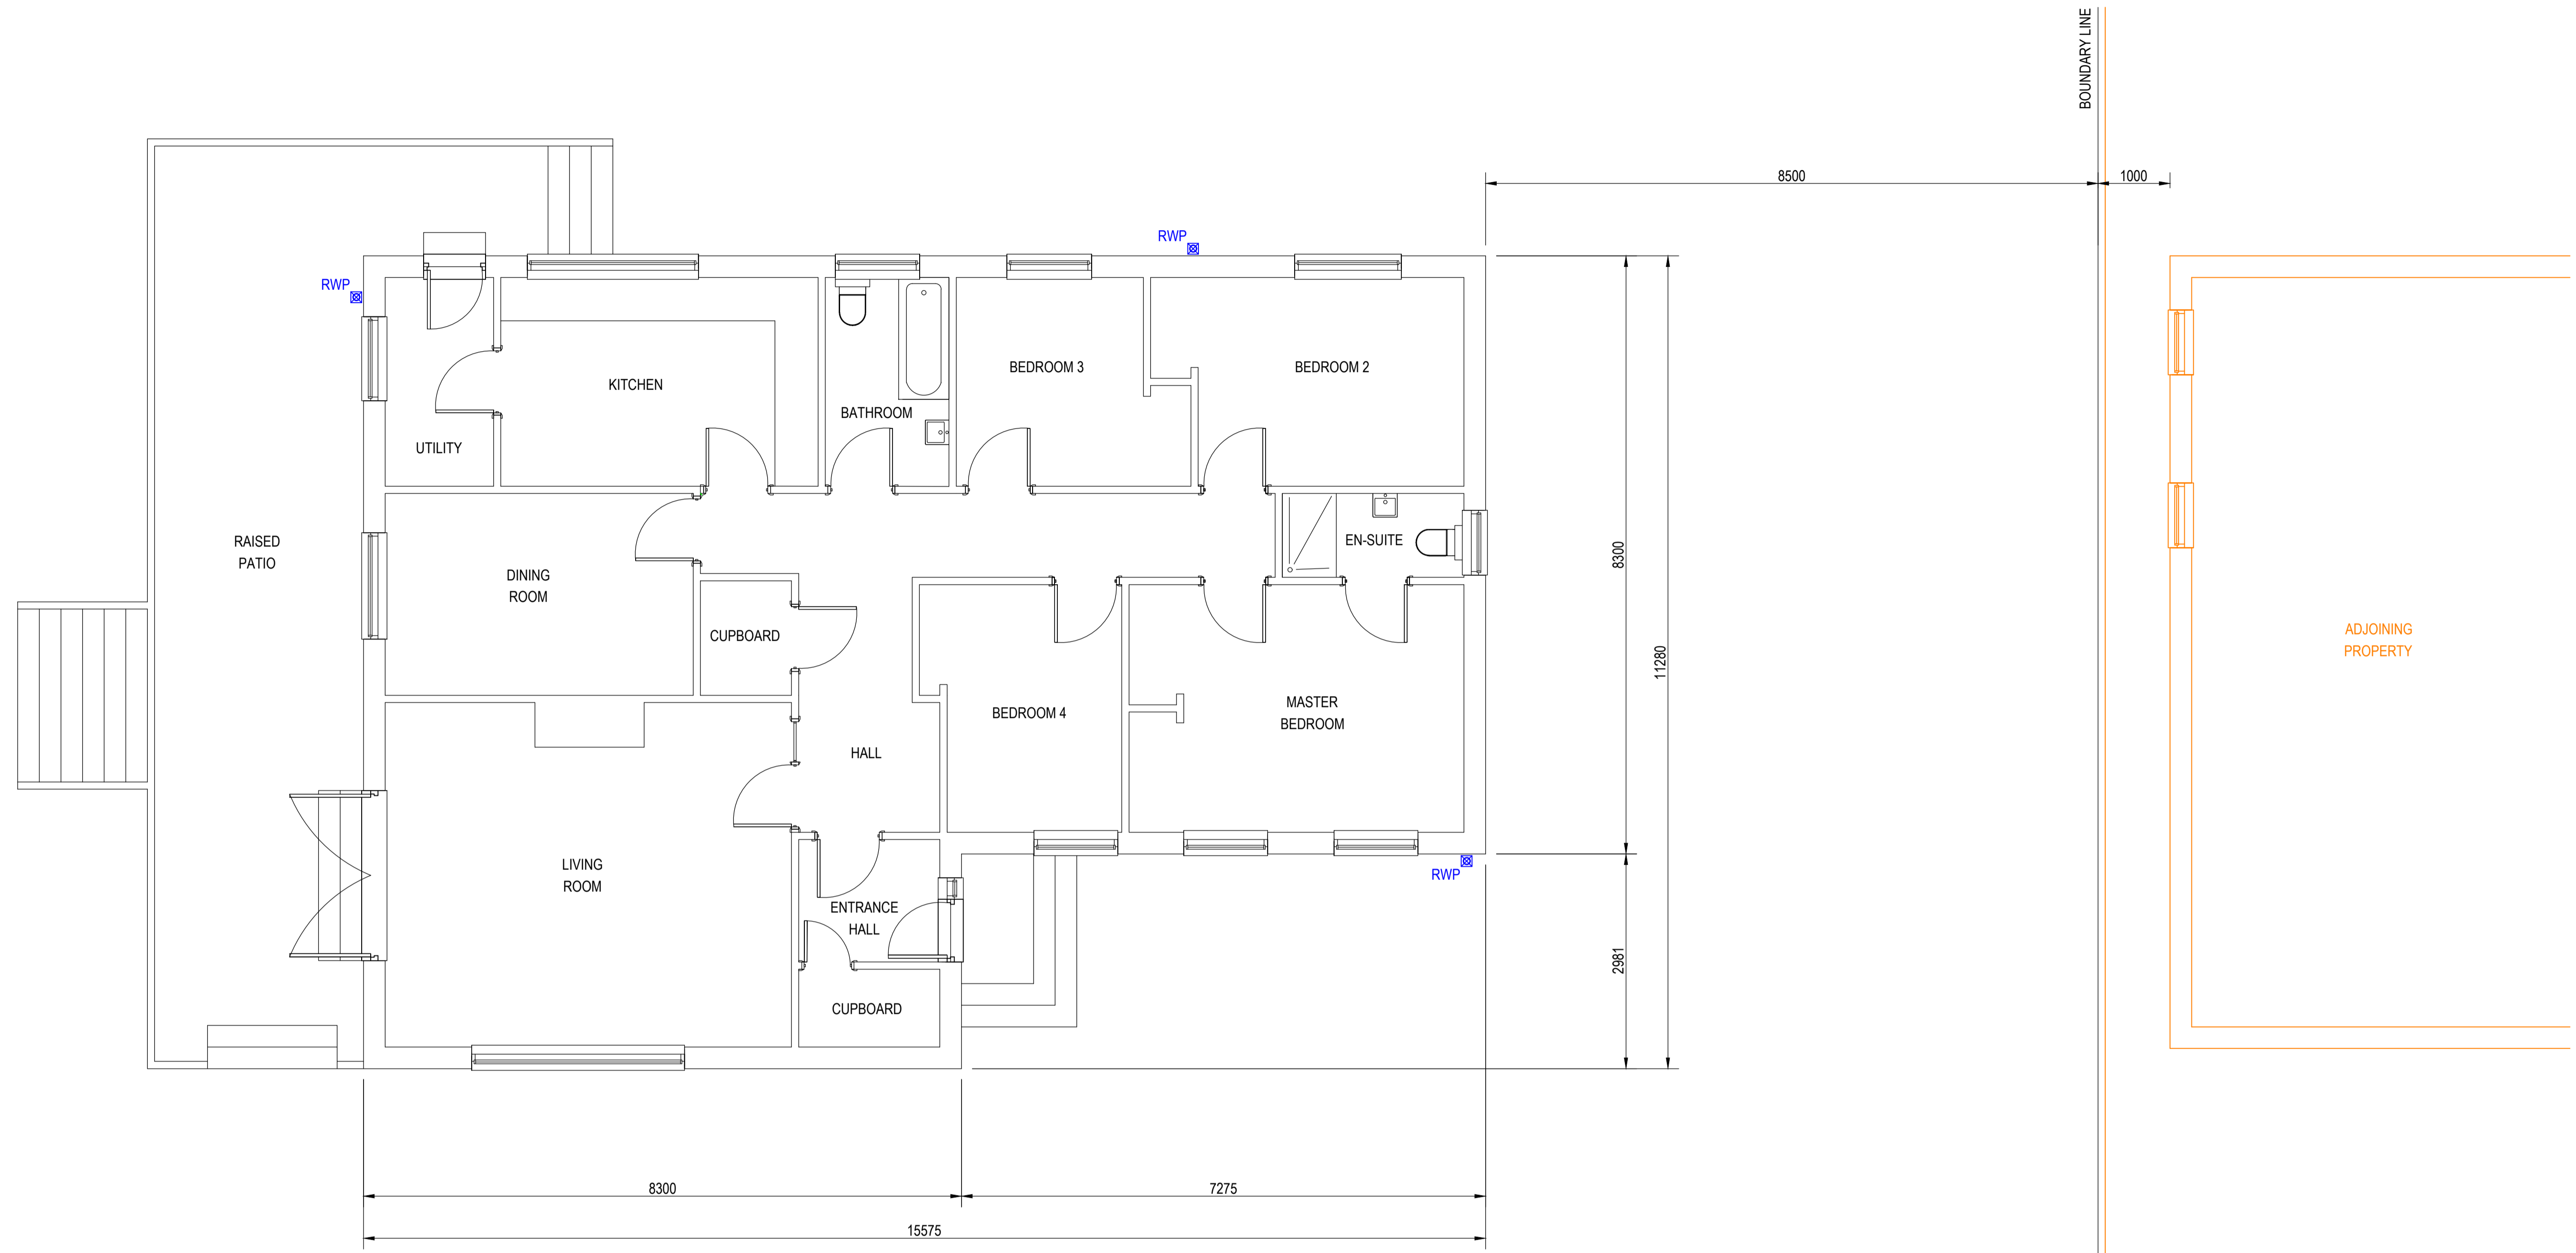 BOUNDARY LINE
8500
1000
RWP
RWP
KITCHEN
BEDROOM 3
BEDROOM 2
BATHROOM
UTILITY
RAISED
PATIO
EN-SUITE
DINING
ROOM
8300
CUPBOARD
11280
ADJOINING
PROPERTY
BEDROOM 4
MASTER
BEDROOM
HALL
LIVING
ROOM
RWP
ENTRANCE
HALL
2981
CUPBOARD
8300
7275
15575